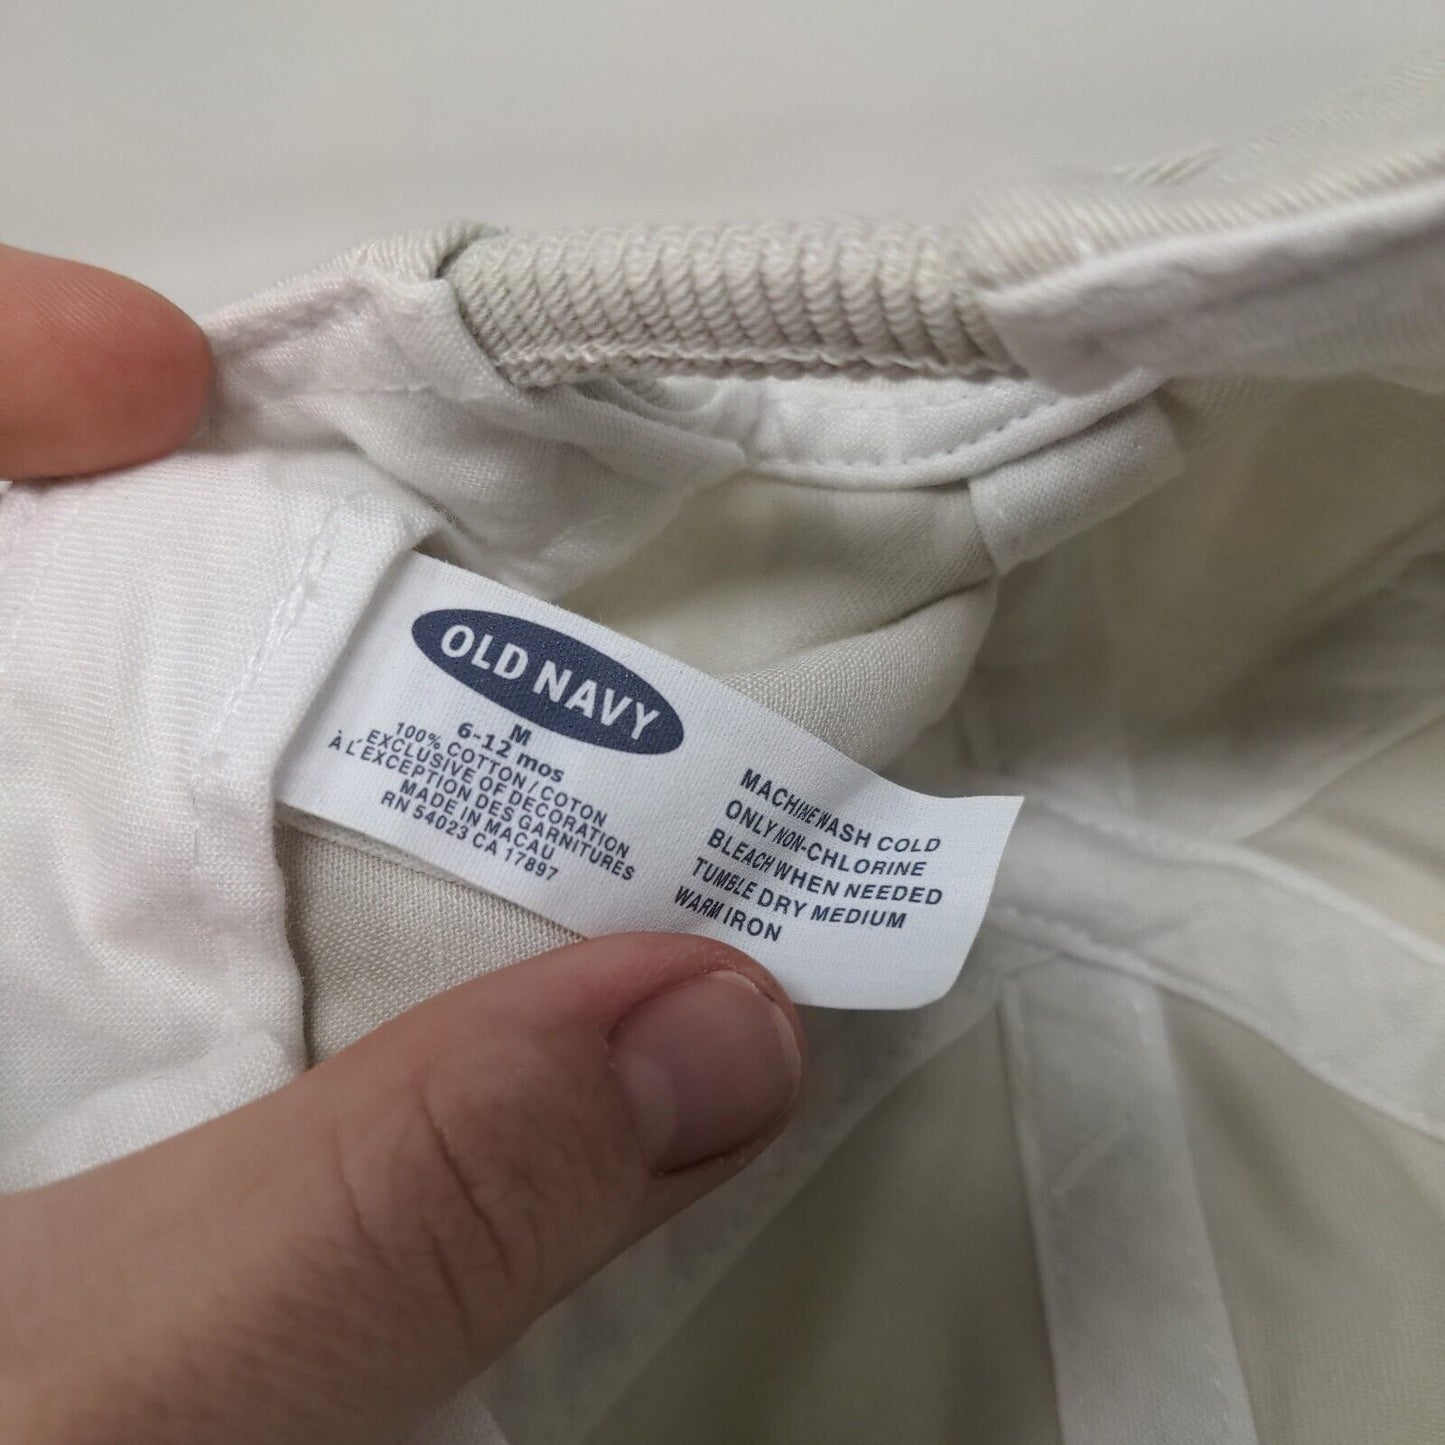 OLD NAVY
M
6-12 mos
100% COTTON / COTON
EXCLUSIVE OF DECORATION
À L'EXCEPTION DES GARNITURES
MADE IN MACAU
RN 54023 CA 17897
MACHINE WASH COLD
ONLY NON-CHLORINE
BLEACH WHEN NEEDED
TUMBLE DRY MEDIUM
WARM IRON